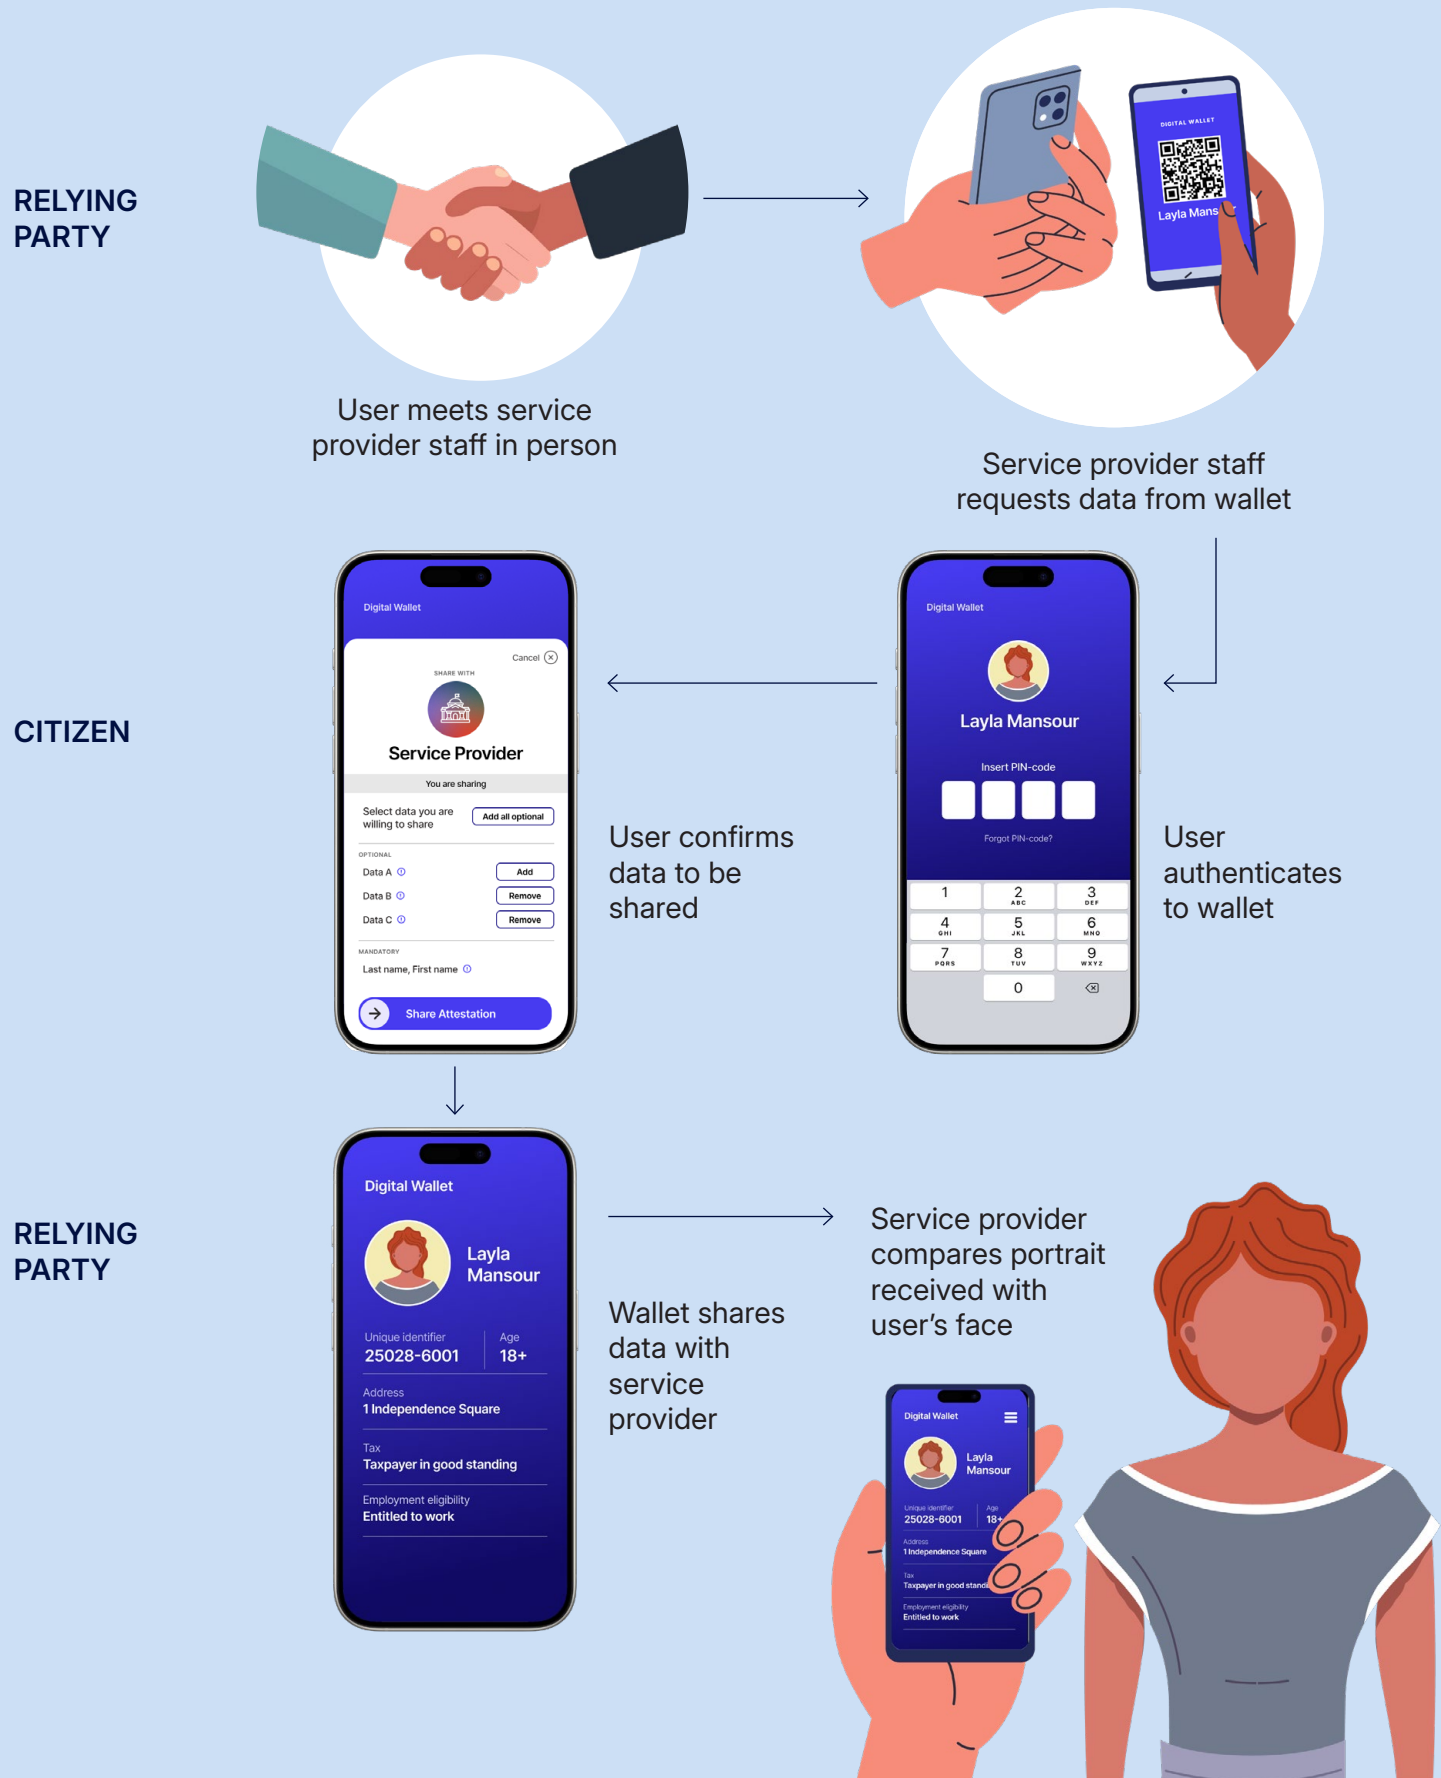 RELYING
PARTY
DIGITAL WALLET
Layla
User meets service
provider staff in person
Service provider staff
requests data from wallet
CITIZEN
Digital Wallet
Layla Mansour
Insert PIN-code
Forgot PIN-code?
1
2
ABC
3
DEF
4
GHI
5
JKL
6
MNO
7
PQRS
8
TUV
9
WXYZ
0
User
authenticates
to wallet
Digital Wallet
Cancel
SHARE WITH
Service Provider
You are sharing
Select data you are
willing to share
Add all optional
OPTIONAL
Data A
Add
Data B
Remove
Data C
Remove
MANDATORY
Last name, First name
Share Attestation
User confirms
data to be
shared
RELYING
PARTY
Digital Wallet
Layla
Mansour
Unique identifier
Age
25028-6001
18+
Address
1 Independence Square
Tax
Taxpayer in good standing
Employment eligibility
Entitled to work
Wallet shares
data with
service
provider
Service provider
compares portrait
received with
user's face
Digital Wallet
Layla
Mansour
Unique identifier
Age
25028-6001
18+
Address
1 Independence Square
Tax
Taxpayer in good
Employment eligibility
Entitled to work